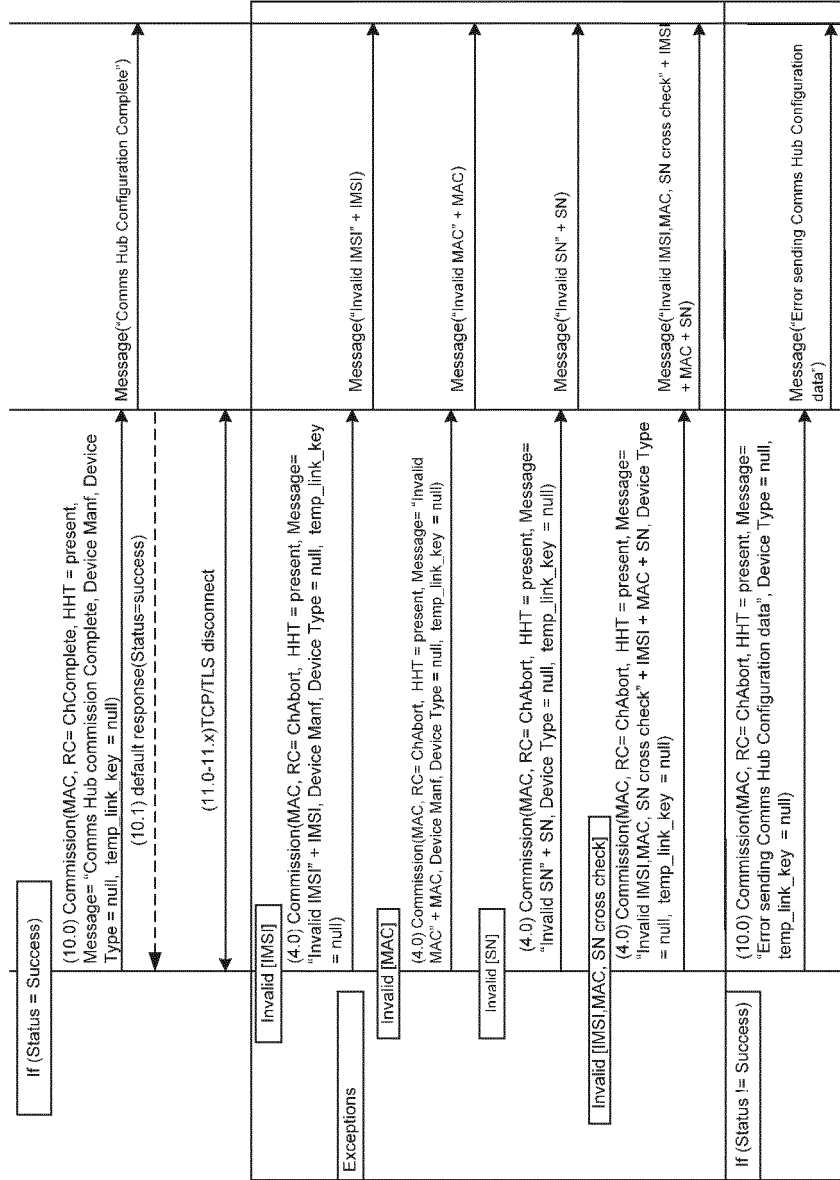 If (Status = Success)
(10.0) Commission(MAC, RC= ChComplete, HHT = present,
Message= “Comms Hub commission Complete, Device Manf, Device
Type = null, temp_link_key = null)
Message(“Comms Hub Configuration Complete”)
(10.1) default response(Status=success)
(11.0-11.x)TCP/TLS disconnect
Exceptions
Invalid [IMSI]
(4.0) Commission(MAC, RC= ChAbort, HHT = present, Message=
“Invalid IMSI” + IMSI, Device Manf, Device Type = null, temp_link_key
= null)
Message(“Invalid IMSI” + IMSI)
Invalid [MAC]
(4.0) Commission(MAC, RC= ChAbort, HHT = present, Message= “Invalid
MAC” + MAC, Device Manf, Device Type = null, temp_link_key = null)
Message(“Invalid MAC” + MAC)
Invalid [SN]
(4.0) Commission(MAC, RC= ChAbort, HHT = present, Message=
“Invalid SN” + SN, Device Type = null, temp_link_key = null)
Message(“Invalid SN” + SN)
Invalid [IMSI,MAC, SN cross check]
(4.0) Commission(MAC, RC= ChAbort, HHT = present, Message=
“Invalid IMSI,MAC, SN cross check” + IMSI + MAC + SN, Device Type
= null, temp_link_key = null)
Message(“Invalid IMSI,MAC, SN cross check” + IMSI
+ MAC + SN)
If (Status != Success)
(10.0) Commission(MAC, RC= ChAbort, HHT = present, Message=
“Error sending Comms Hub Configuration data”, Device Type = null,
temp_link_key = null)
Message(“Error sending Comms Hub Configuration
data”)